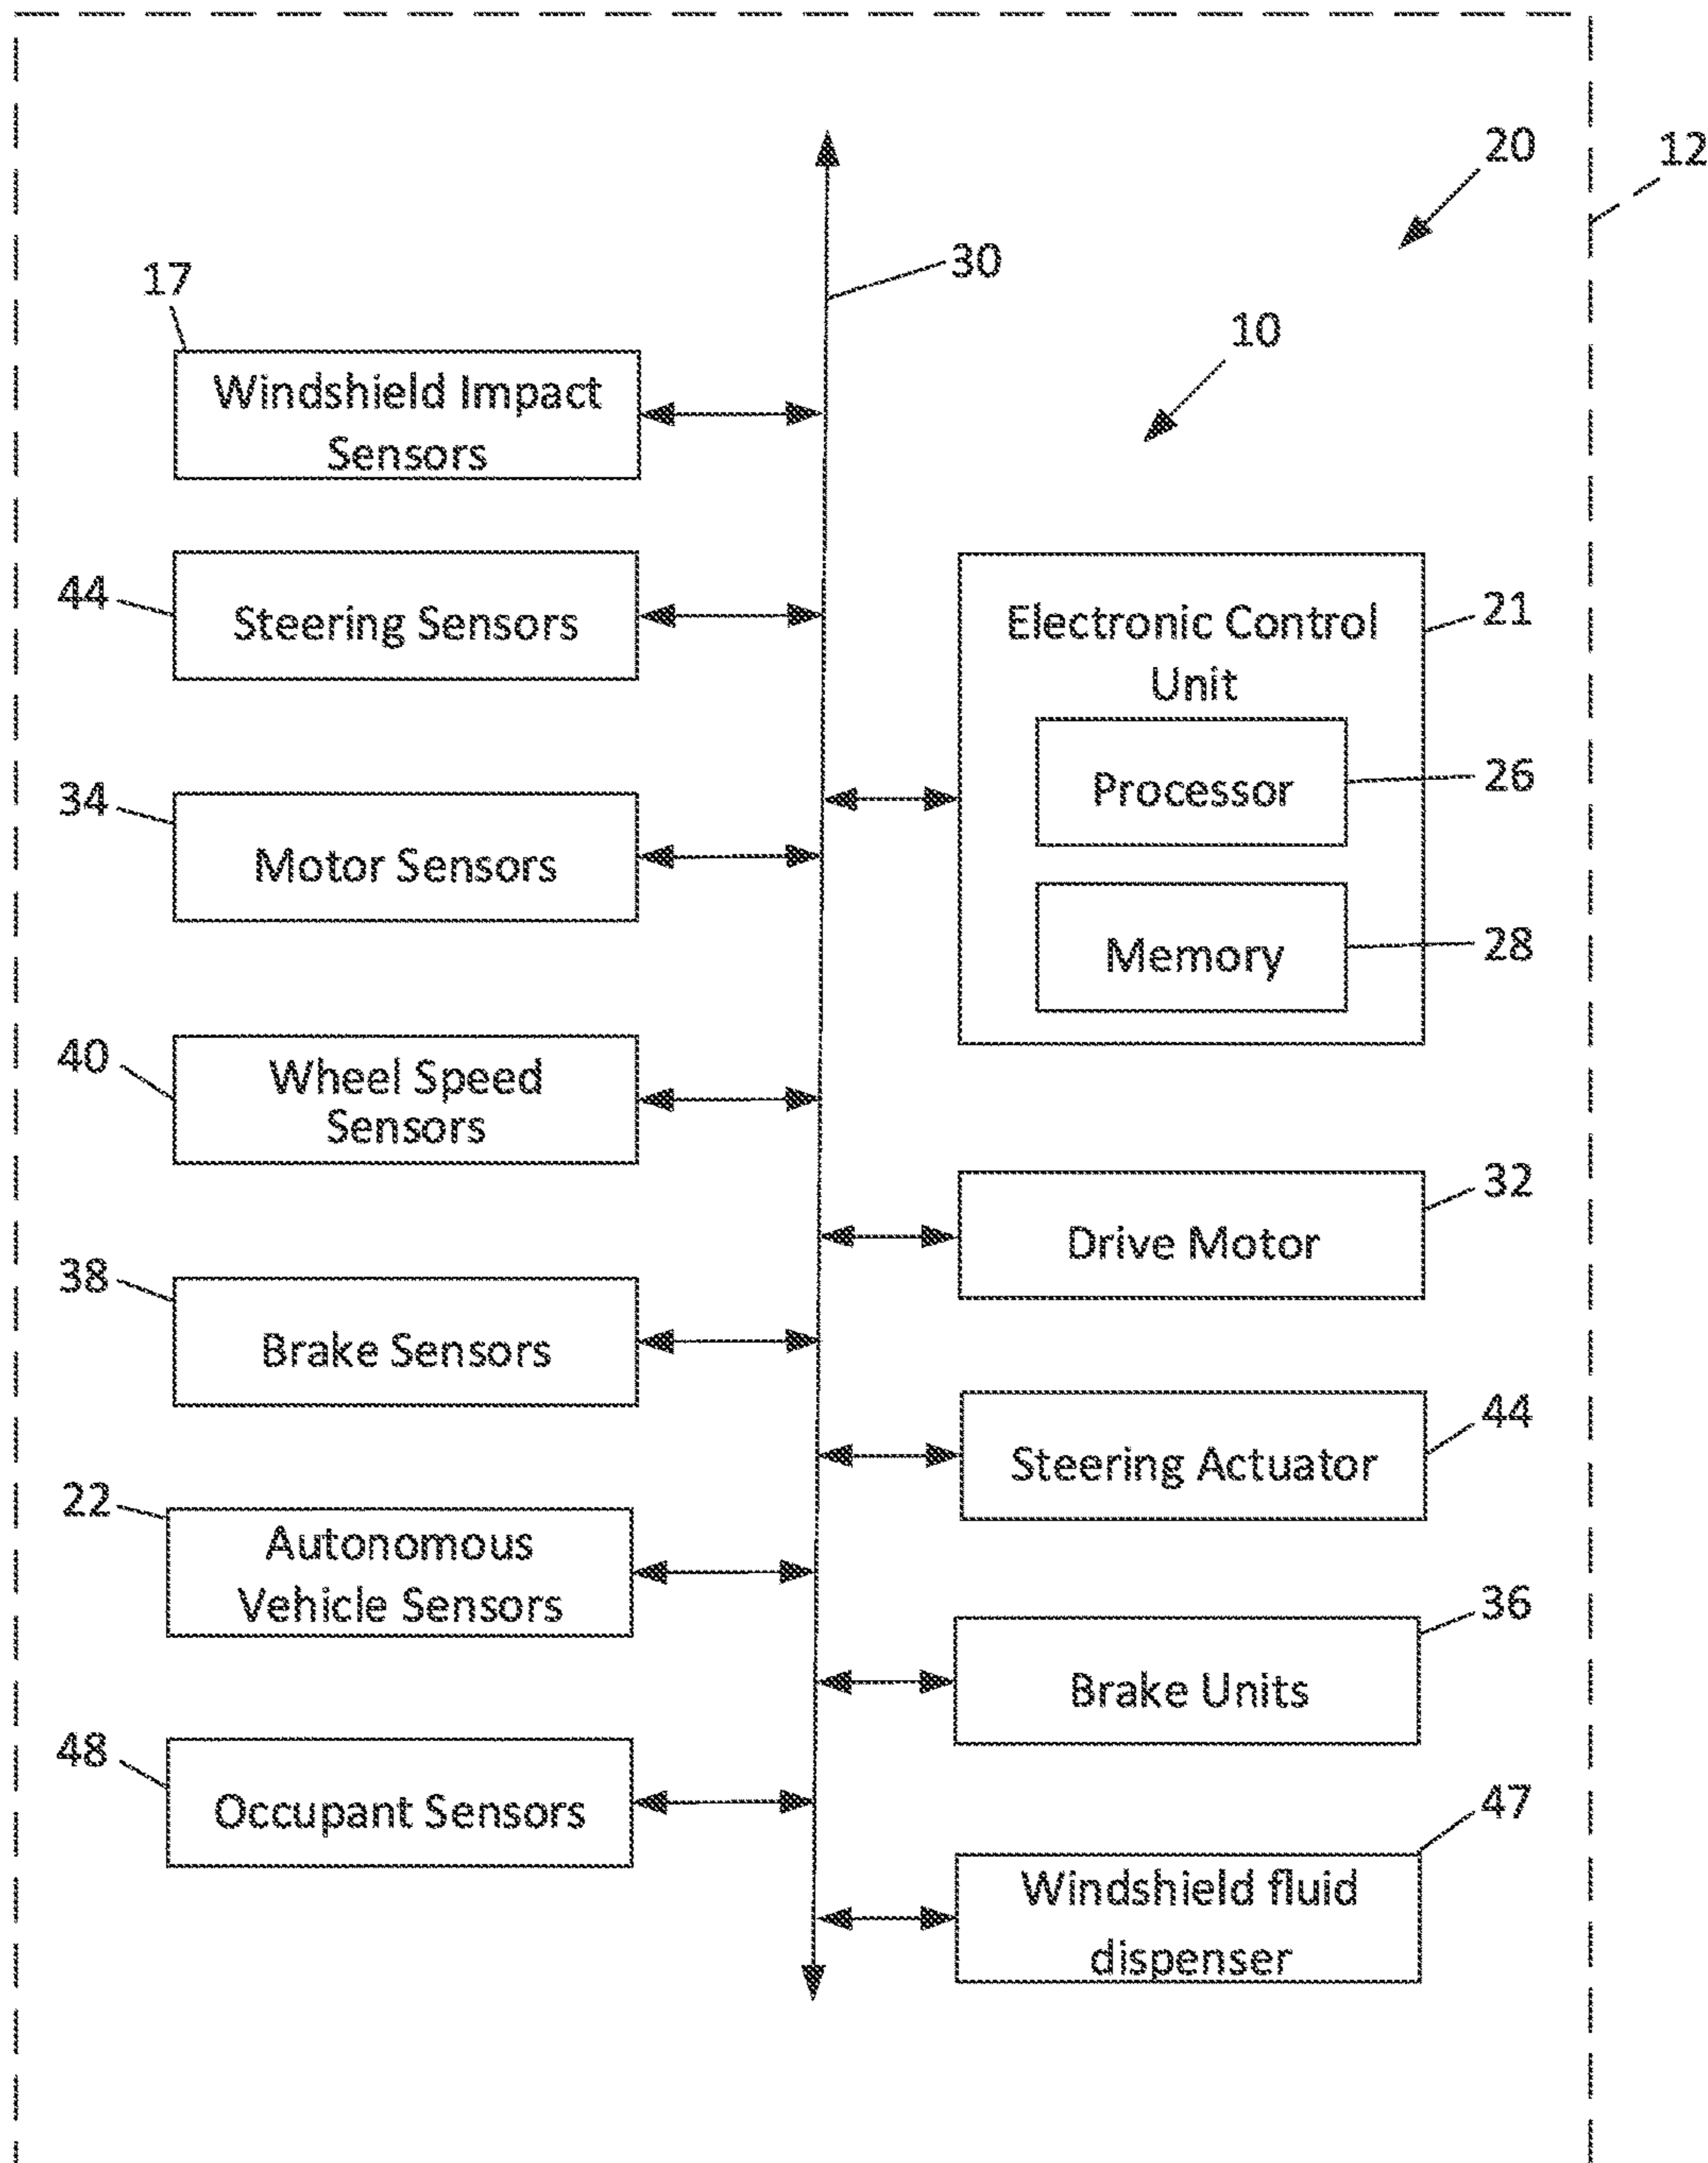 20
12
30
17
10
Windshield Impact
Sensors
44
Steering Sensors
Electronic Control
Unit
21
34
Motor Sensors
Processor
26
Memory
28
40
Wheel Speed
Sensors
32
Drive Motor
38
Brake Sensors
44
Steering Actuator
22
Autonomous
Vehicle Sensors
36
Brake Units
48
Occupant Sensors
47
Windshield fluid
dispenser